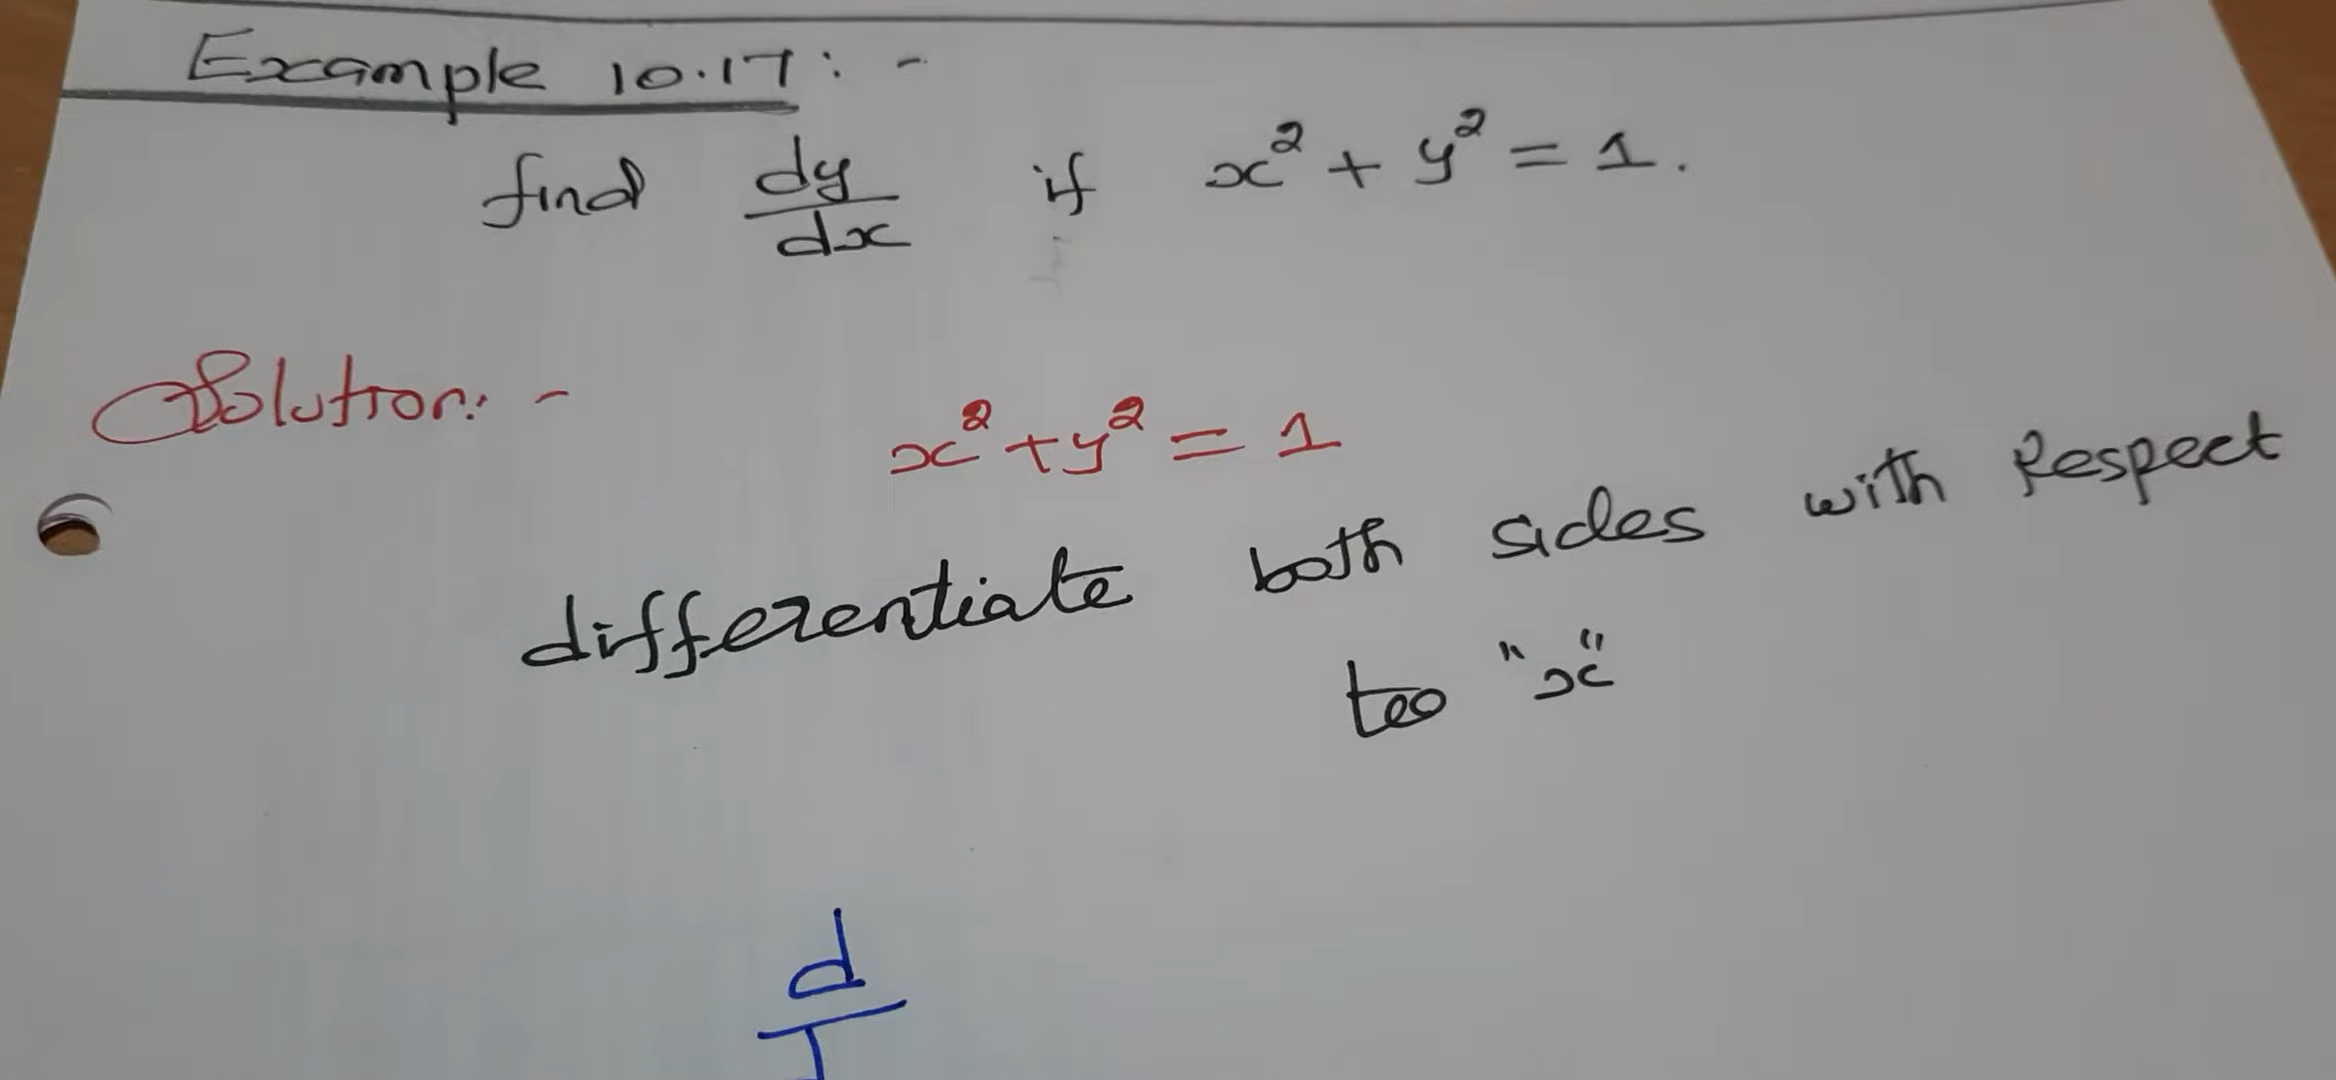 Example 10.17:-
find dy/dx if x² + y² = 1.
Solution:-
x² + y² = 1
differentiate both sides with Respect
too "x"
d